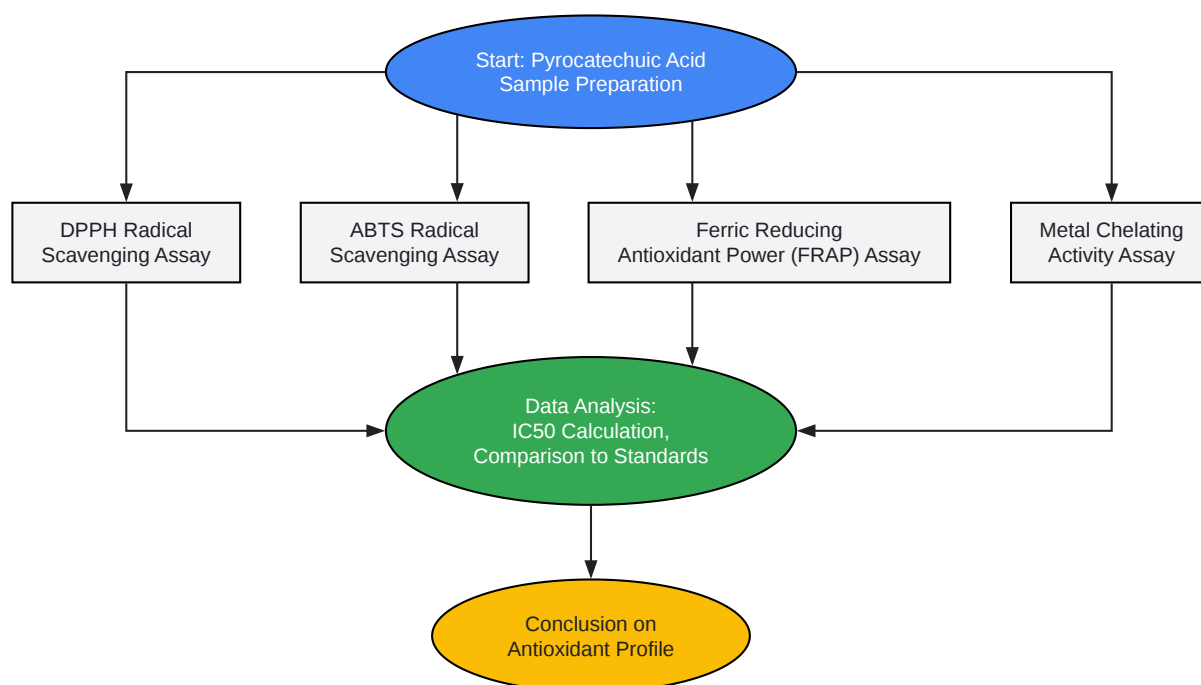 Start: Pyrocatechuic Acid
Sample Preparation
DPPH Radical
Scavenging Assay
ABTS Radical
Scavenging Assay
Ferric Reducing
Antioxidant Power (FRAP) Assay
Metal Chelating
Activity Assay
Data Analysis:
IC50 Calculation,
Comparison to Standards
Conclusion on
Antioxidant Profile